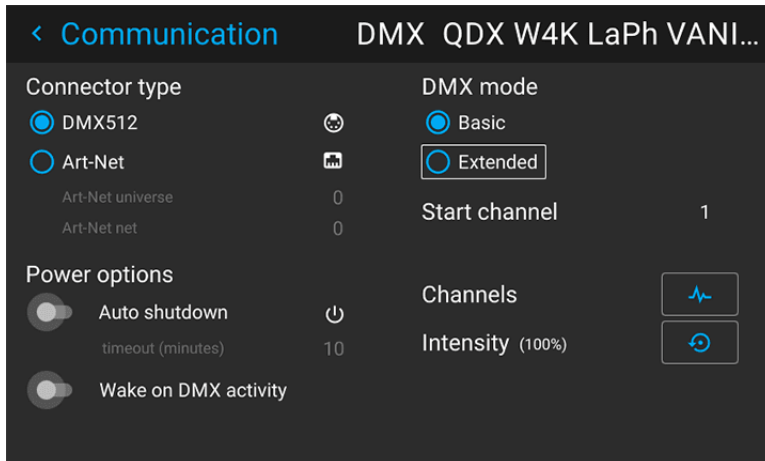 < Communication
DMX QDX W4K LaPh VANI...
Connector type
DMX512
Art-Net
Art-Net universe 0
Art-Net net 0
Power options
Auto shutdown
timeout (minutes) 10
Wake on DMX activity
DMX mode
Basic
Extended
Start channel 1
Channels
Intensity (100%)